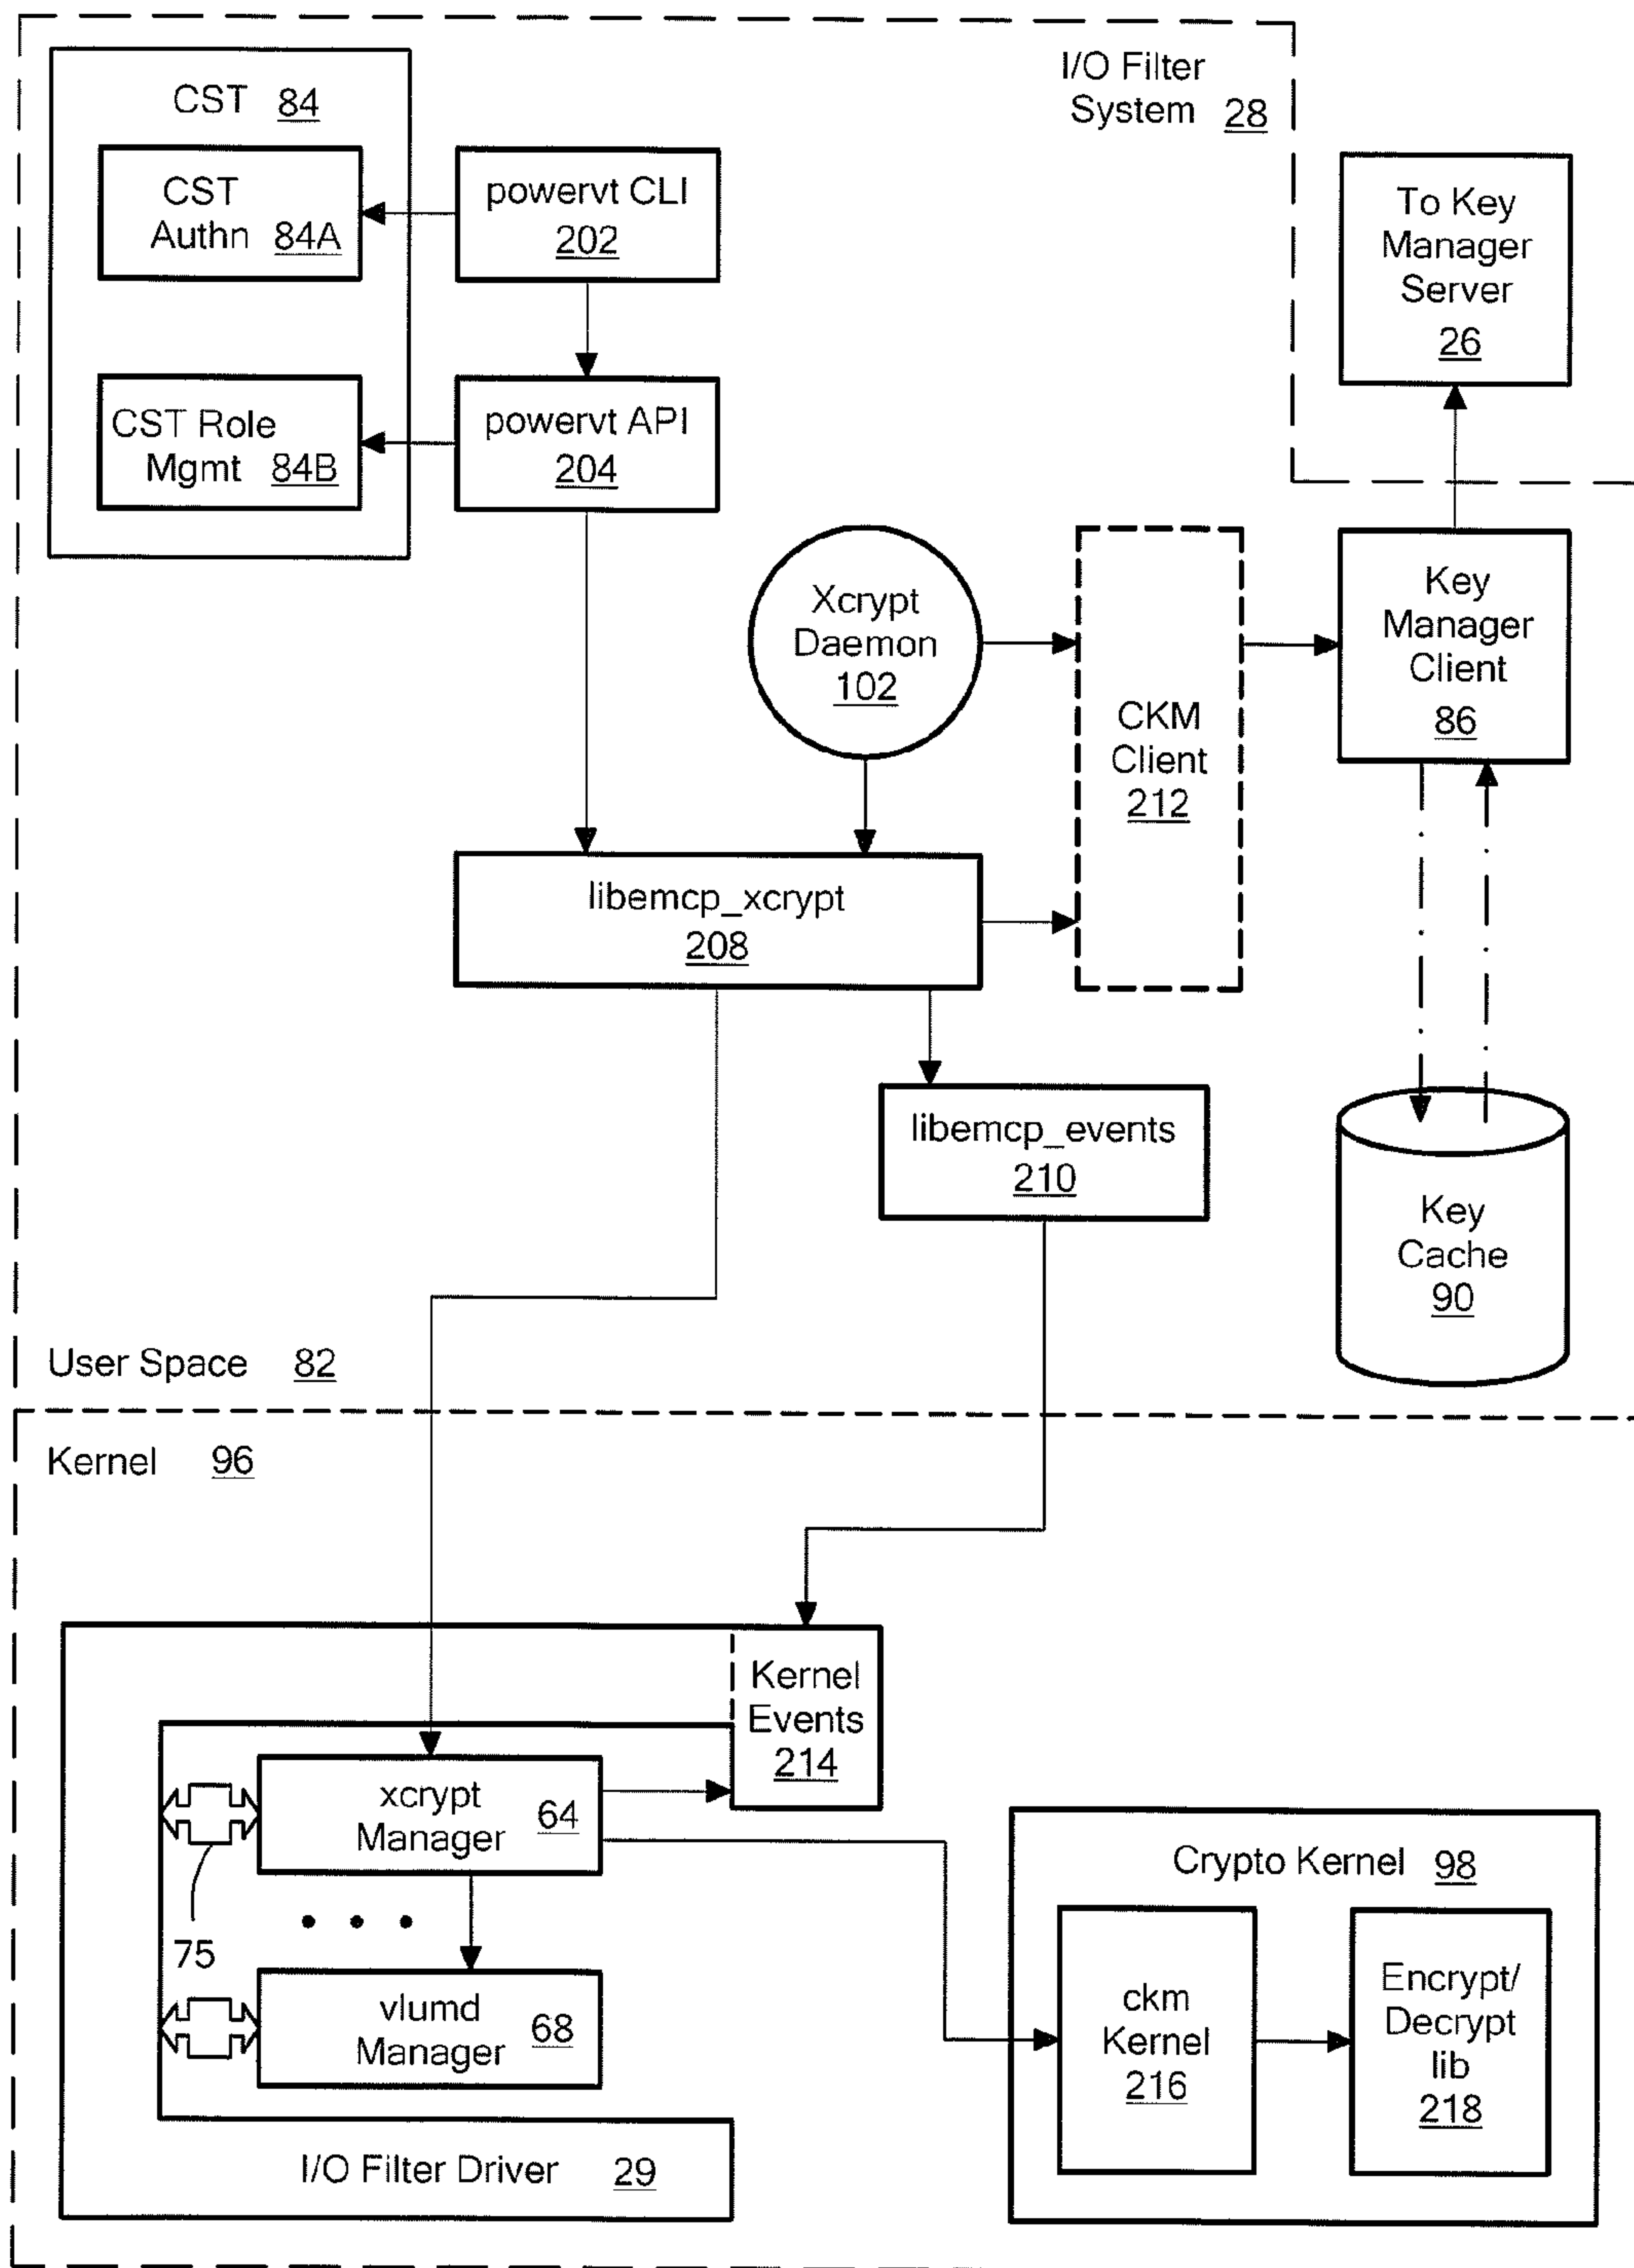 I/O Filter
System 28
CST 84
CST
Authn 84A
powervt CLI
202
To Key
Manager
Server
26
CST Role
Mgmt 84B
powervt API
204
Xcrypt
Daemon
102
CKM
Client
212
Key
Manager
Client
86
libemcp_xcrypt
208
libemcp_events
210
Key
Cache
90
User Space 82
Kernel 96
Kernel
Events
214
xcrypt
Manager 64
75
vlumd
Manager 68
I/O Filter Driver 29
Crypto Kernel 98
ckm
Kernel
216
Encrypt/
Decrypt
lib
218